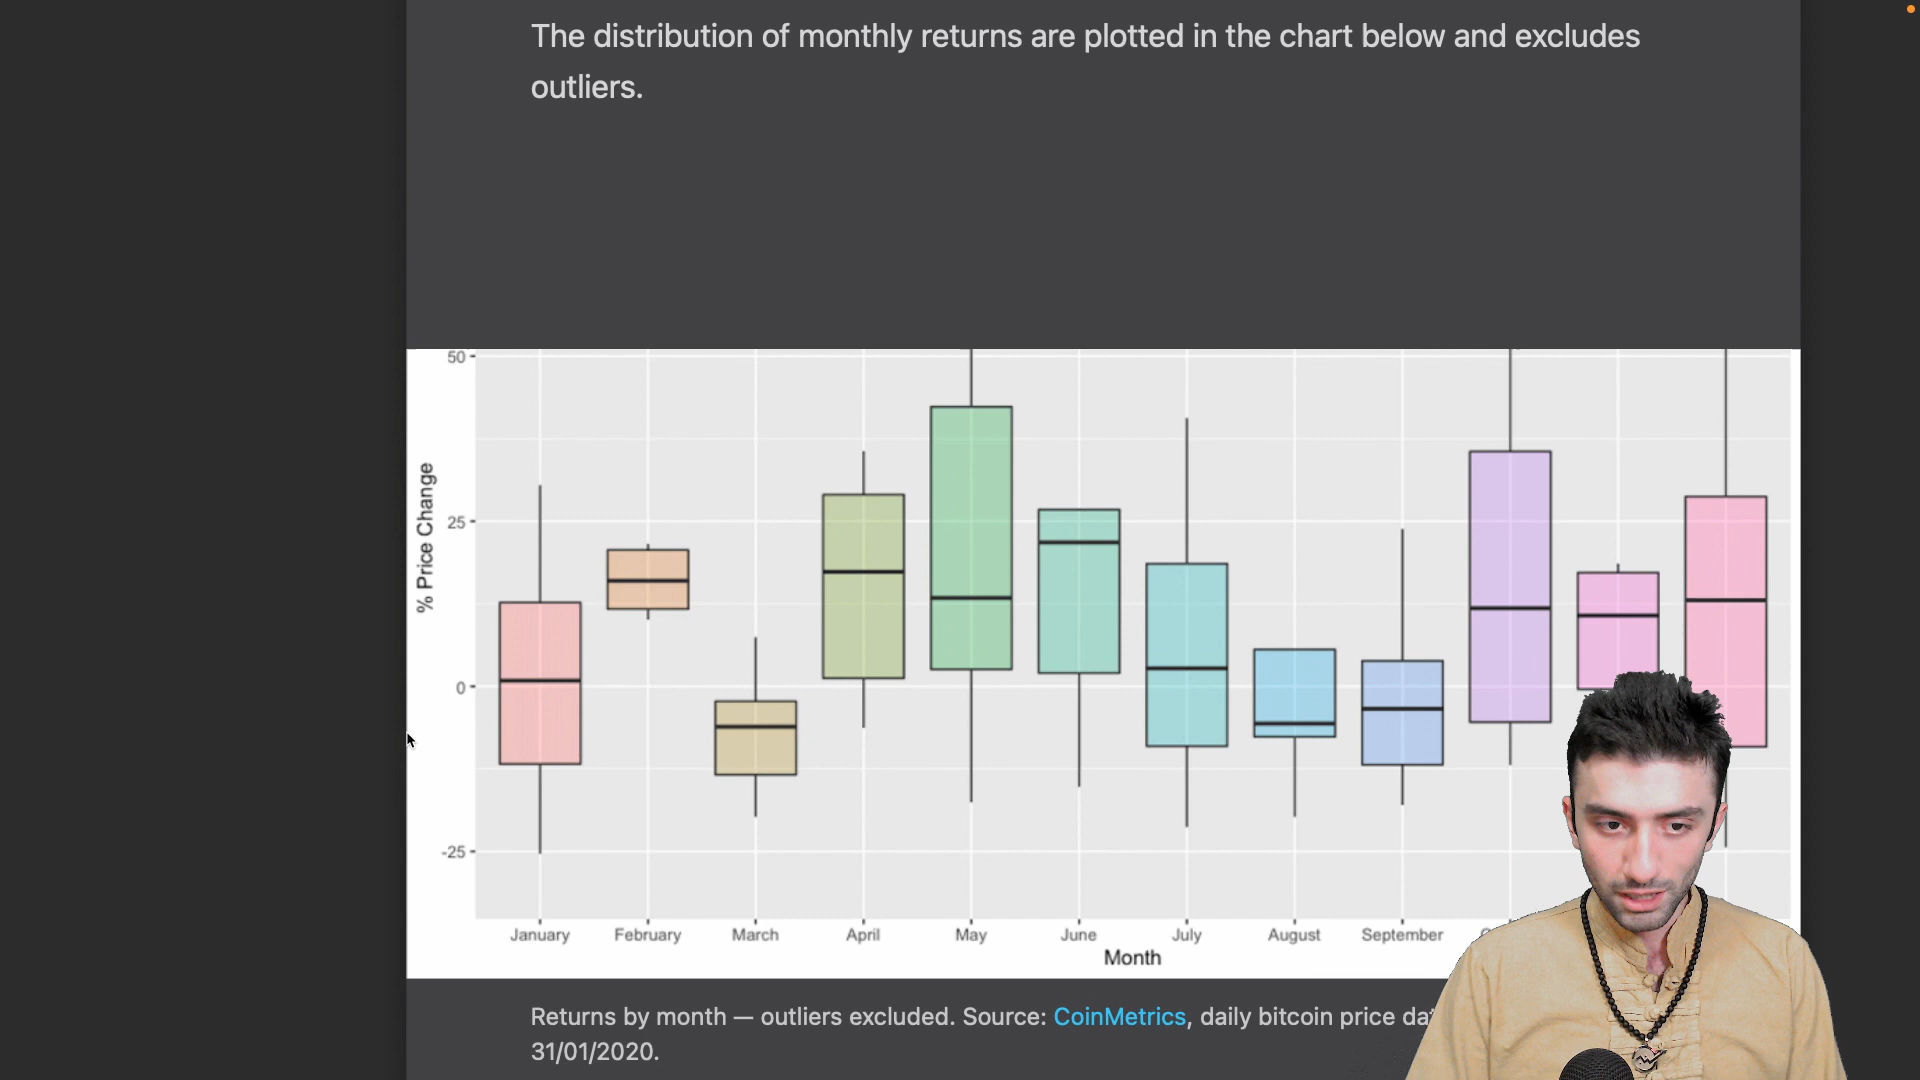 The distribution of monthly returns are plotted in the chart below and excludes
outliers.
50
25
0
-25
% Price Change
January February March April May June July August September
Month
Returns by month — outliers excluded. Source: CoinMetrics, daily bitcoin price
31/01/2020.